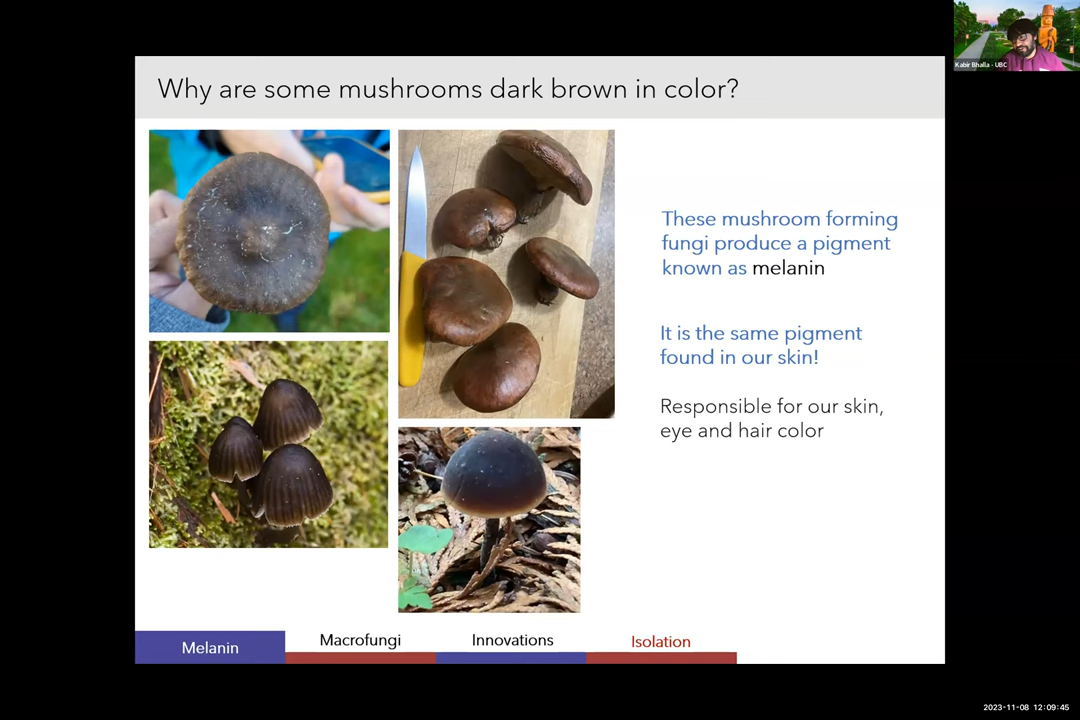 Why are some mushrooms dark brown in color?
These mushroom forming
fungi produce a pigment
known as melanin
It is the same pigment
found in our skin!
Responsible for our skin,
eye and hair color
Melanin
Macrofungi
Innovations
Isolation
Kabir Bhalla - UBC
2023-11-08 12:09:45